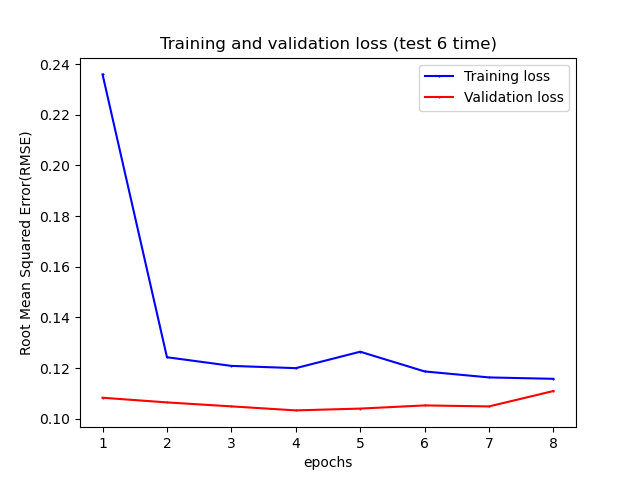 Training and validation loss (test 6 time)
Training loss
Validation loss
Root Mean Squared Error(RMSE)
0.24
0.22
0.20
0.18
0.16
0.14
0.12
0.10
1 2 3 4 5 6 7 8
epochs